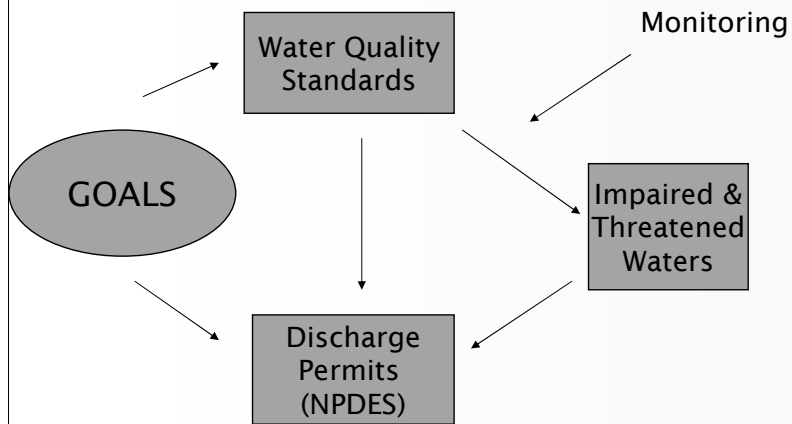 Monitoring
Water Quality
Standards
GOALS
Impaired &
Threatened
Waters
Discharge
Permits
(NPDES)